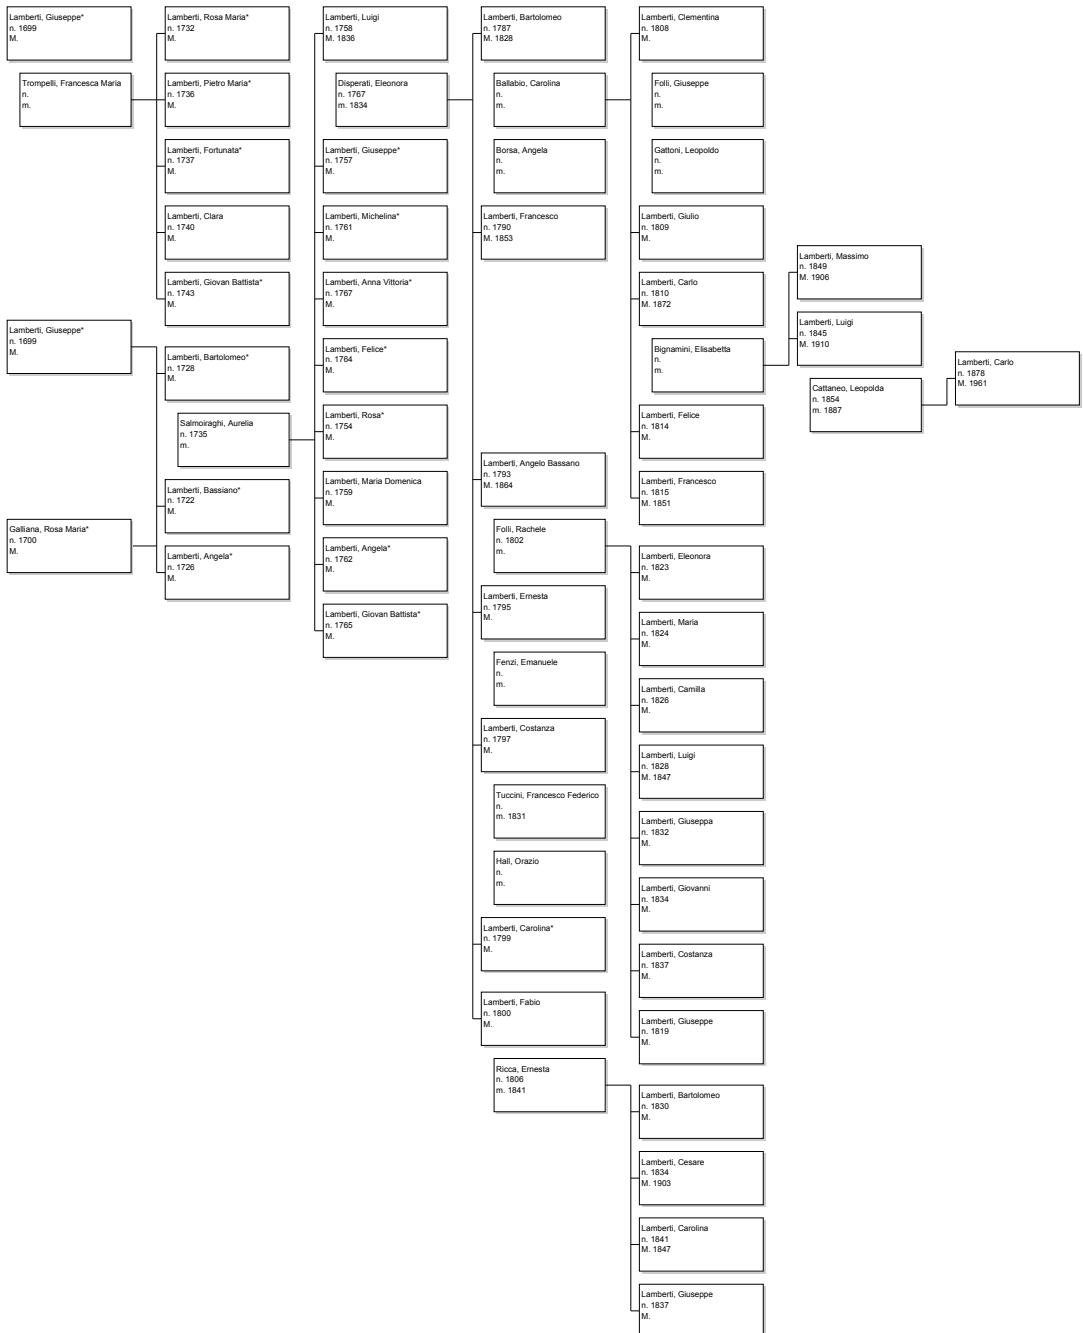 Lamberti, Giuseppe*
n. 1699
M.
Trompelli, Francesca Maria
n.
m.
Lamberti, Giuseppe*
n. 1699
M.
Galliana, Rosa Maria*
n. 1700
M.
Lamberti, Rosa Maria*
n. 1732
M.
Lamberti, Pietro Maria*
n. 1736
M.
Lamberti, Fortunata*
n. 1737
M.
Lamberti, Clara
n. 1740
M.
Lamberti, Giovan Battista*
n. 1743
M.
Lamberti, Bartolomeo*
n. 1728
M.
Salmoiraghi, Aurelia
n. 1735
m.
Lamberti, Bassiano*
n. 1722
M.
Lamberti, Angela*
n. 1726
M.
Lamberti, Luigi
n. 1758
M. 1836
Disperati, Eleonora
n. 1767
m. 1834
Lamberti, Giuseppe*
n. 1757
M.
Lamberti, Michelina*
n. 1761
M.
Lamberti, Anna Vittoria*
n. 1767
M.
Lamberti, Felice*
n. 1764
M.
Lamberti, Rosa*
n. 1754
M.
Lamberti, Maria Domenica
n. 1759
M.
Lamberti, Angela*
n. 1762
M.
Lamberti, Giovan Battista*
n. 1765
M.
Lamberti, Bartolomeo
n. 1787
M. 1828
Ballabio, Carolina
n.
m.
Borsa, Angela
n.
m.
Lamberti, Francesco
n. 1790
M. 1853
Lamberti, Angelo Bassano
n. 1793
M. 1864
Folli, Rachele
n. 1802
m.
Lamberti, Ernesta
n. 1795
M.
Fenzi, Emanuele
n.
m.
Lamberti, Costanza
n. 1797
M.
Tuccini, Francesco Federico
n.
m. 1831
Hall, Orazio
n.
m.
Lamberti, Carolina*
n. 1799
M.
Lamberti, Fabio
n. 1800
M.
Ricca, Ernesta
n. 1806
m. 1841
Lamberti, Clementina
n. 1808
M.
Folli, Giuseppe
n.
m.
Gattoni, Leopoldo
n.
m.
Lamberti, Giulio
n. 1809
M.
Lamberti, Carlo
n. 1810
M. 1872
Bignamini, Elisabetta
n.
m.
Lamberti, Felice
n. 1814
M.
Lamberti, Francesco
n. 1815
M. 1851
Lamberti, Eleonora
n. 1823
M.
Lamberti, Maria
n. 1824
M.
Lamberti, Camilla
n. 1826
M.
Lamberti, Luigi
n. 1828
M. 1847
Lamberti, Giuseppa
n. 1832
M.
Lamberti, Giovanni
n. 1834
M.
Lamberti, Costanza
n. 1837
M.
Lamberti, Giuseppe
n. 1819
M.
Lamberti, Bartolomeo
n. 1830
M.
Lamberti, Cesare
n. 1834
M. 1903
Lamberti, Carolina
n. 1841
M. 1847
Lamberti, Giuseppe
n. 1837
M.
Lamberti, Massimo
n. 1849
M. 1906
Lamberti, Luigi
n. 1845
M. 1910
Cattaneo, Leopolda
n. 1854
m. 1887
Lamberti, Carlo
n. 1878
M. 1961